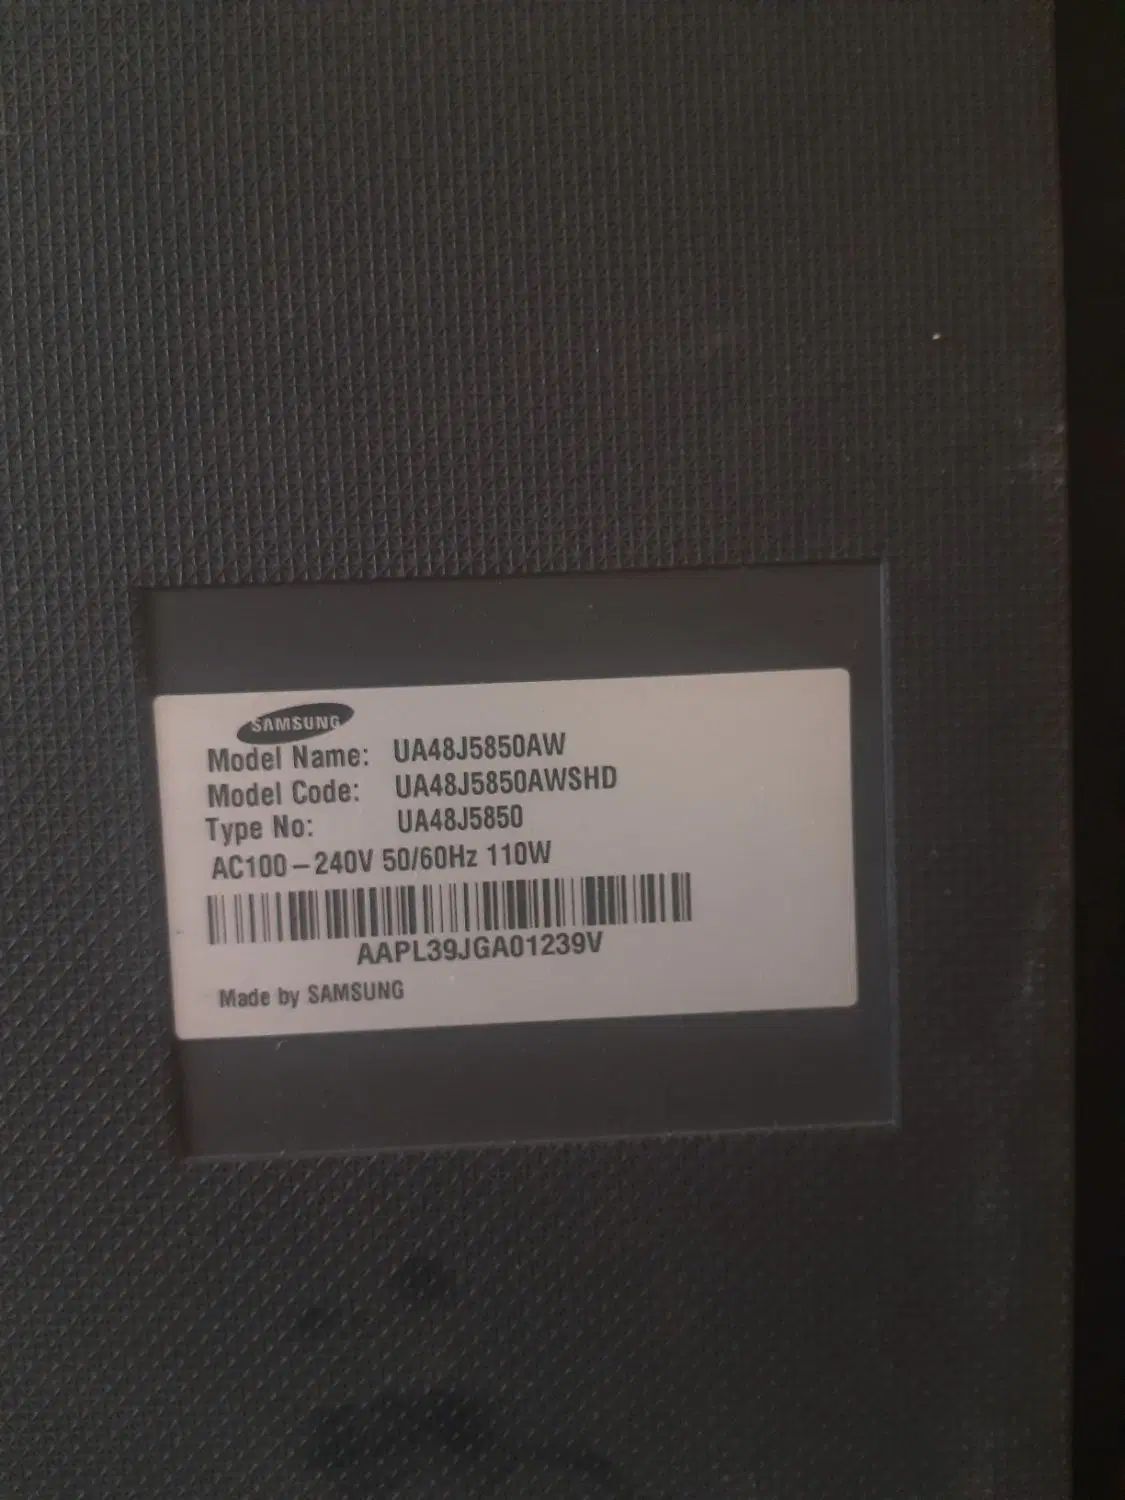 SAMSUNG
Model Name: UA48J5850AW
Model Code: UA48J5850AWSHD
Type No: UA48J5850
AC100-240V 50/60Hz 110W
AAPL39JGA01239V
Made by SAMSUNG